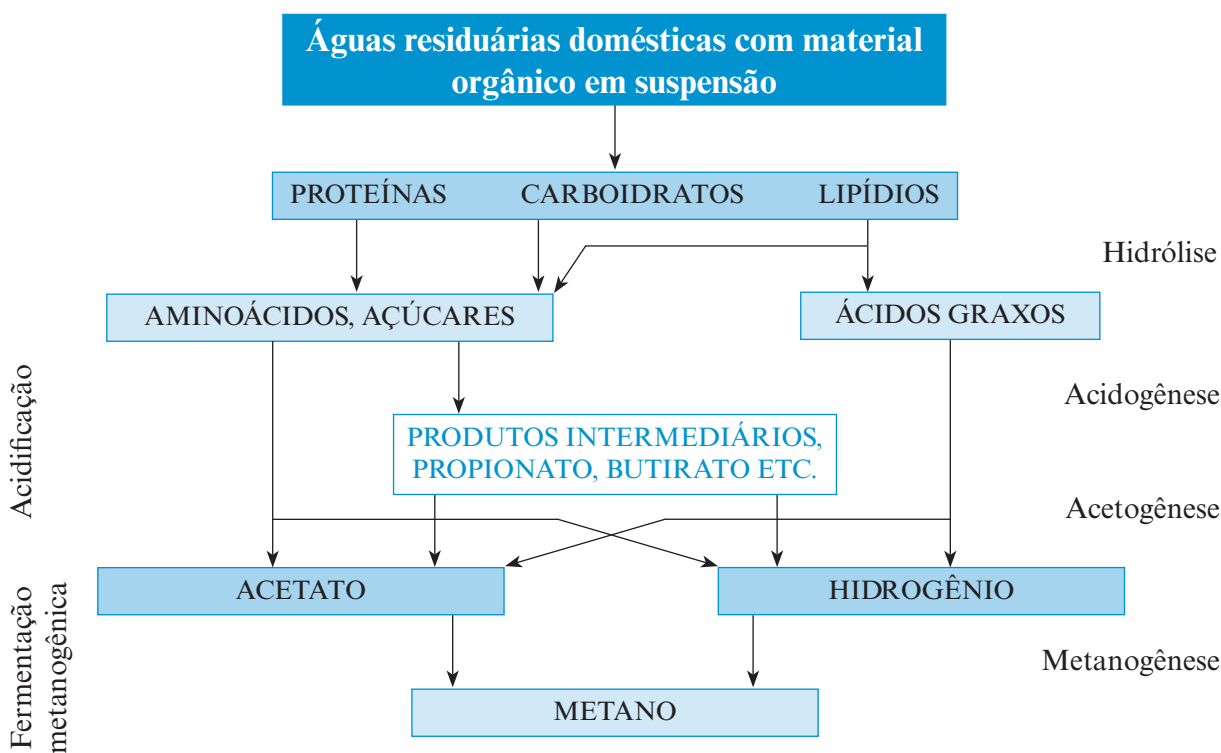 Águas residuárias domésticas com material
orgânico em suspensão
PROTEÍNAS CARBOIDRATOS LIPÍDIOS
Hidrólise
AMINOÁCIDOS, AÇÚCARES
ÁCIDOS GRAXOS
Acidificação
Acidogênese
PRODUTOS INTERMEDIÁRIOS,
PROPIONATO, BUTIRATO ETC.
Acetogênese
ACETATO
HIDROGÊNIO
Fermentação
metanogênica
Metanogênese
METANO